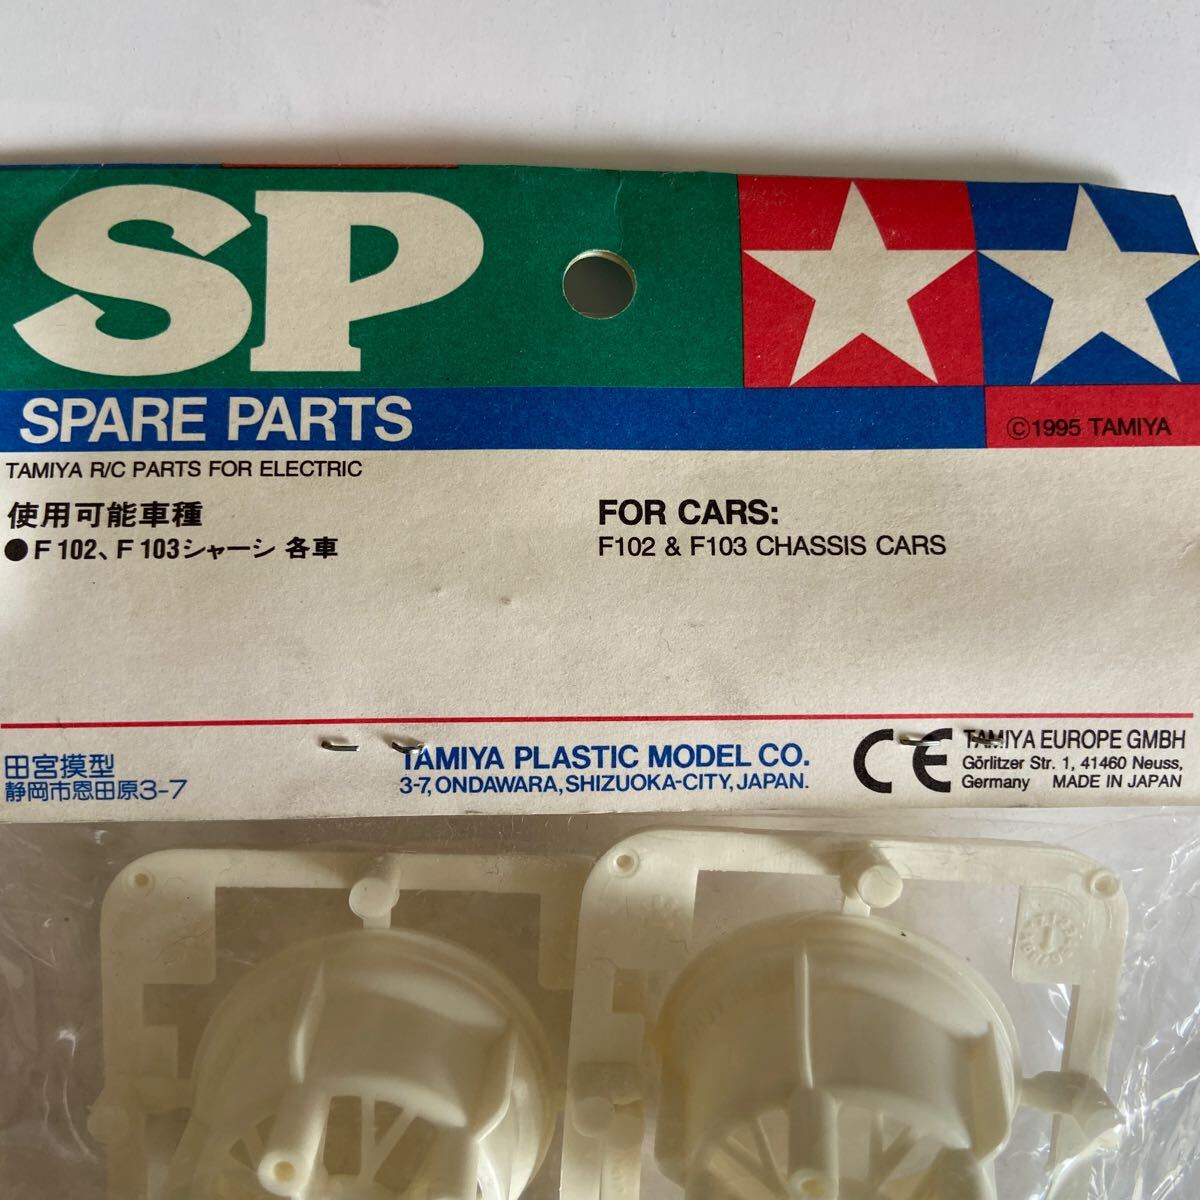 SP
SPARE PARTS
©1995 TAMIYA
TAMIYA R/C PARTS FOR ELECTRIC
使用可能車種
●F102、F103シャーシ 各車
FOR CARS:
F102 & F103 CHASSIS CARS
田宮模型
静岡市恩田原3-7
TAMIYA PLASTIC MODEL CO.
3-7, ONDAWARA, SHIZUOKA-CITY, JAPAN.
CE
TAMIYA EUROPE GMBH
Görlitzer Str. 1, 41460 Neuss,
Germany MADE IN JAPAN